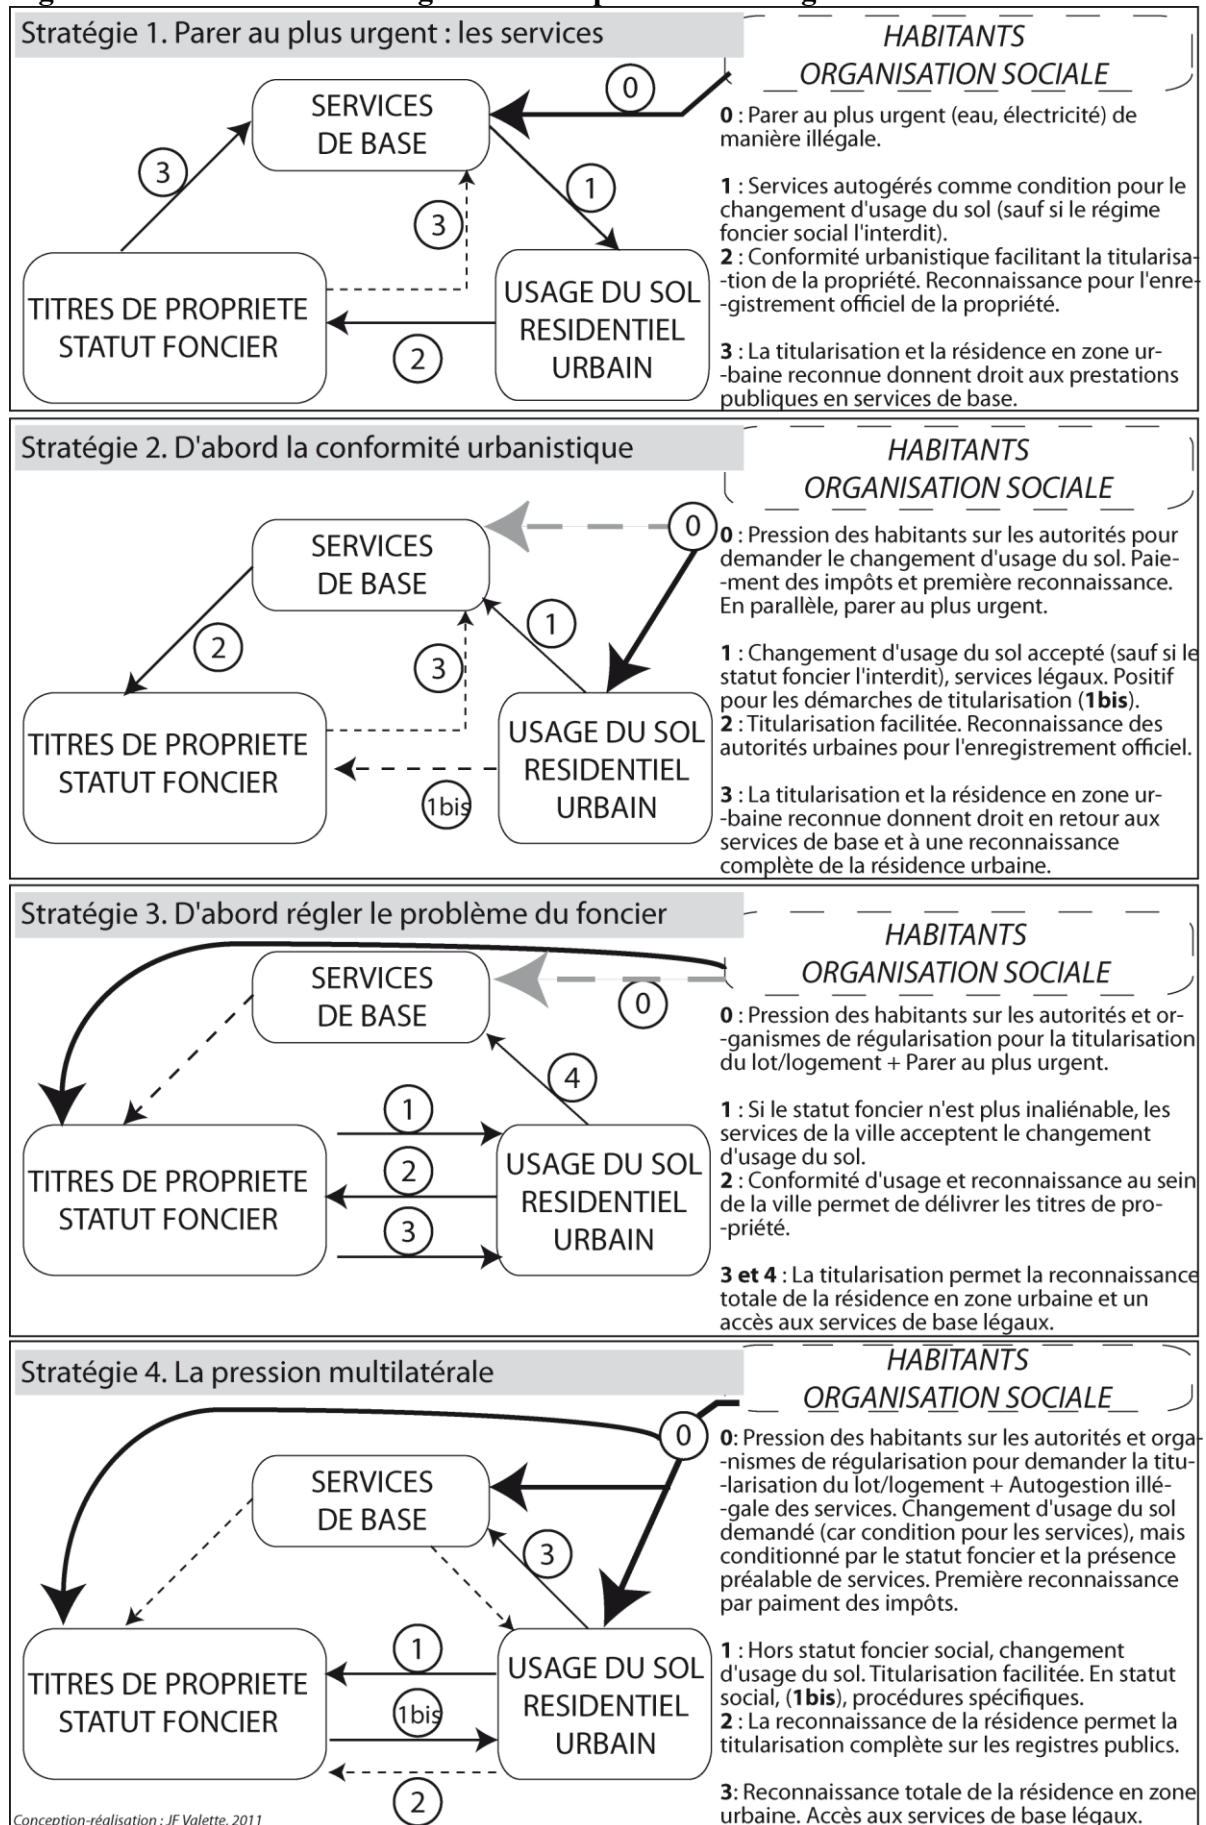 Stratégie 1. Parer au plus urgent : les services
HABITANTS
ORGANISATION SOCIALE
0
SERVICES
DE BASE
3
1
3
TITRES DE PROPRIETE
STATUT FONCIER
USAGE DU SOL
RESIDENTIEL
URBAIN
2
0 : Parer au plus urgent (eau, électricité) de
manière illégale.
1 : Services autogérés comme condition pour le
changement d'usage du sol (sauf si le régime
foncier social l'interdit).
2 : Conformité urbanistique facilitant la titularisa-
-tion de la propriété. Reconnaissance pour l'enre-
-gistrement officiel de la propriété.
3 : La titularisation et la résidence en zone ur-
-baine reconnue donnent droit aux prestations
publiques en services de base.
Stratégie 2. D'abord la conformité urbanistique
HABITANTS
ORGANISATION SOCIALE
0
SERVICES
DE BASE
1
2
3
TITRES DE PROPRIETE
STATUT FONCIER
USAGE DU SOL
RESIDENTIEL
URBAIN
1bis
0 : Pression des habitants sur les autorités pour
demander le changement d'usage du sol. Paie-
-ment des impôts et première reconnaissance.
En parallèle, parer au plus urgent.
1 : Changement d'usage du sol accepté (sauf si le
statut foncier l'interdit), services légaux. Positif
pour les démarches de titularisation (1bis).
2 : Titularisation facilitée. Reconnaissance des
autorités urbaines pour l'enregistrement officiel.
3 : La titularisation et la résidence en zone ur-
-baine reconnue donnent droit en retour aux
services de base et à une reconnaissance
complète de la résidence urbaine.
Stratégie 3. D'abord régler le problème du foncier
HABITANTS
ORGANISATION SOCIALE
SERVICES
DE BASE
0
4
1
2
3
TITRES DE PROPRIETE
STATUT FONCIER
USAGE DU SOL
RESIDENTIEL
URBAIN
0 : Pression des habitants sur les autorités et or-
-ganismes de régularisation pour la titularisation
du lot/logement + Parer au plus urgent.
1 : Si le statut foncier n'est plus inaliénable, les
services de la ville acceptent le changement
d'usage du sol.
2 : Conformité d'usage et reconnaissance au sein
de la ville permet de délivrer les titres de pro-
-priété.
3 et 4 : La titularisation permet la reconnaissance
totale de la résidence en zone urbaine et un
accès aux services de base légaux.
Stratégie 4. La pression multilatérale
HABITANTS
ORGANISATION SOCIALE
0
SERVICES
DE BASE
3
1
1bis
2
TITRES DE PROPRIETE
STATUT FONCIER
USAGE DU SOL
RESIDENTIEL
URBAIN
0: Pression des habitants sur les autorités et orga-
-nismes de régularisation pour demander la titu-
-larisation du lot/logement + Autogestion illé-
-gale des services. Changement d'usage du sol
demandé (car condition pour les services), mais
conditionné par le statut foncier et la présence
préalable de services. Première reconnaissance
par paiment des impôts.
1 : Hors statut foncier social, changement
d'usage du sol. Titularisation facilitée. En statut
social, (1bis), procédures spécifiques.
2 : La reconnaissance de la résidence permet la
titularisation complète sur les registres publics.
3: Reconnaissance totale de la résidence en zone
urbaine. Accès aux services de base légaux.
Conception-réalisation : JF Valette, 2011